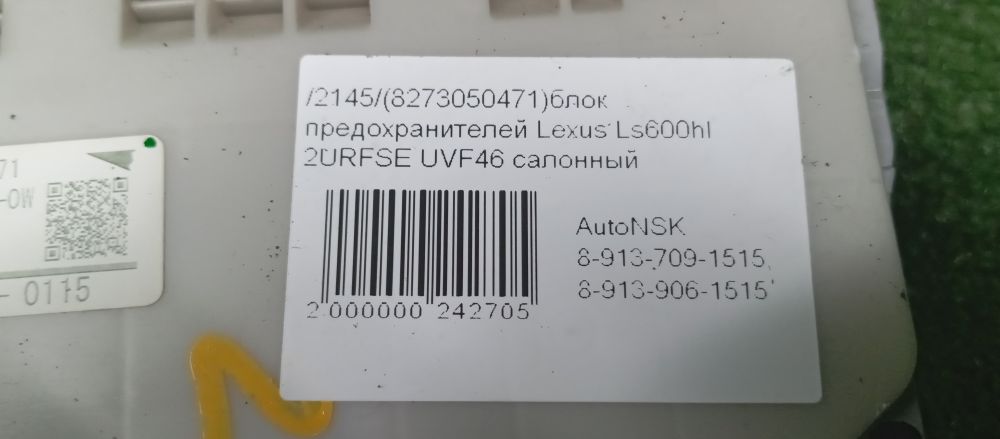 /2145/(8273050471)блок
предохранителей Lexus Ls600hl
2URFSE UVF46 салонный
AutoNSK
8-913-709-1515,
8-913-906-1515'
2 000000 242705
71
-0W
- 0115